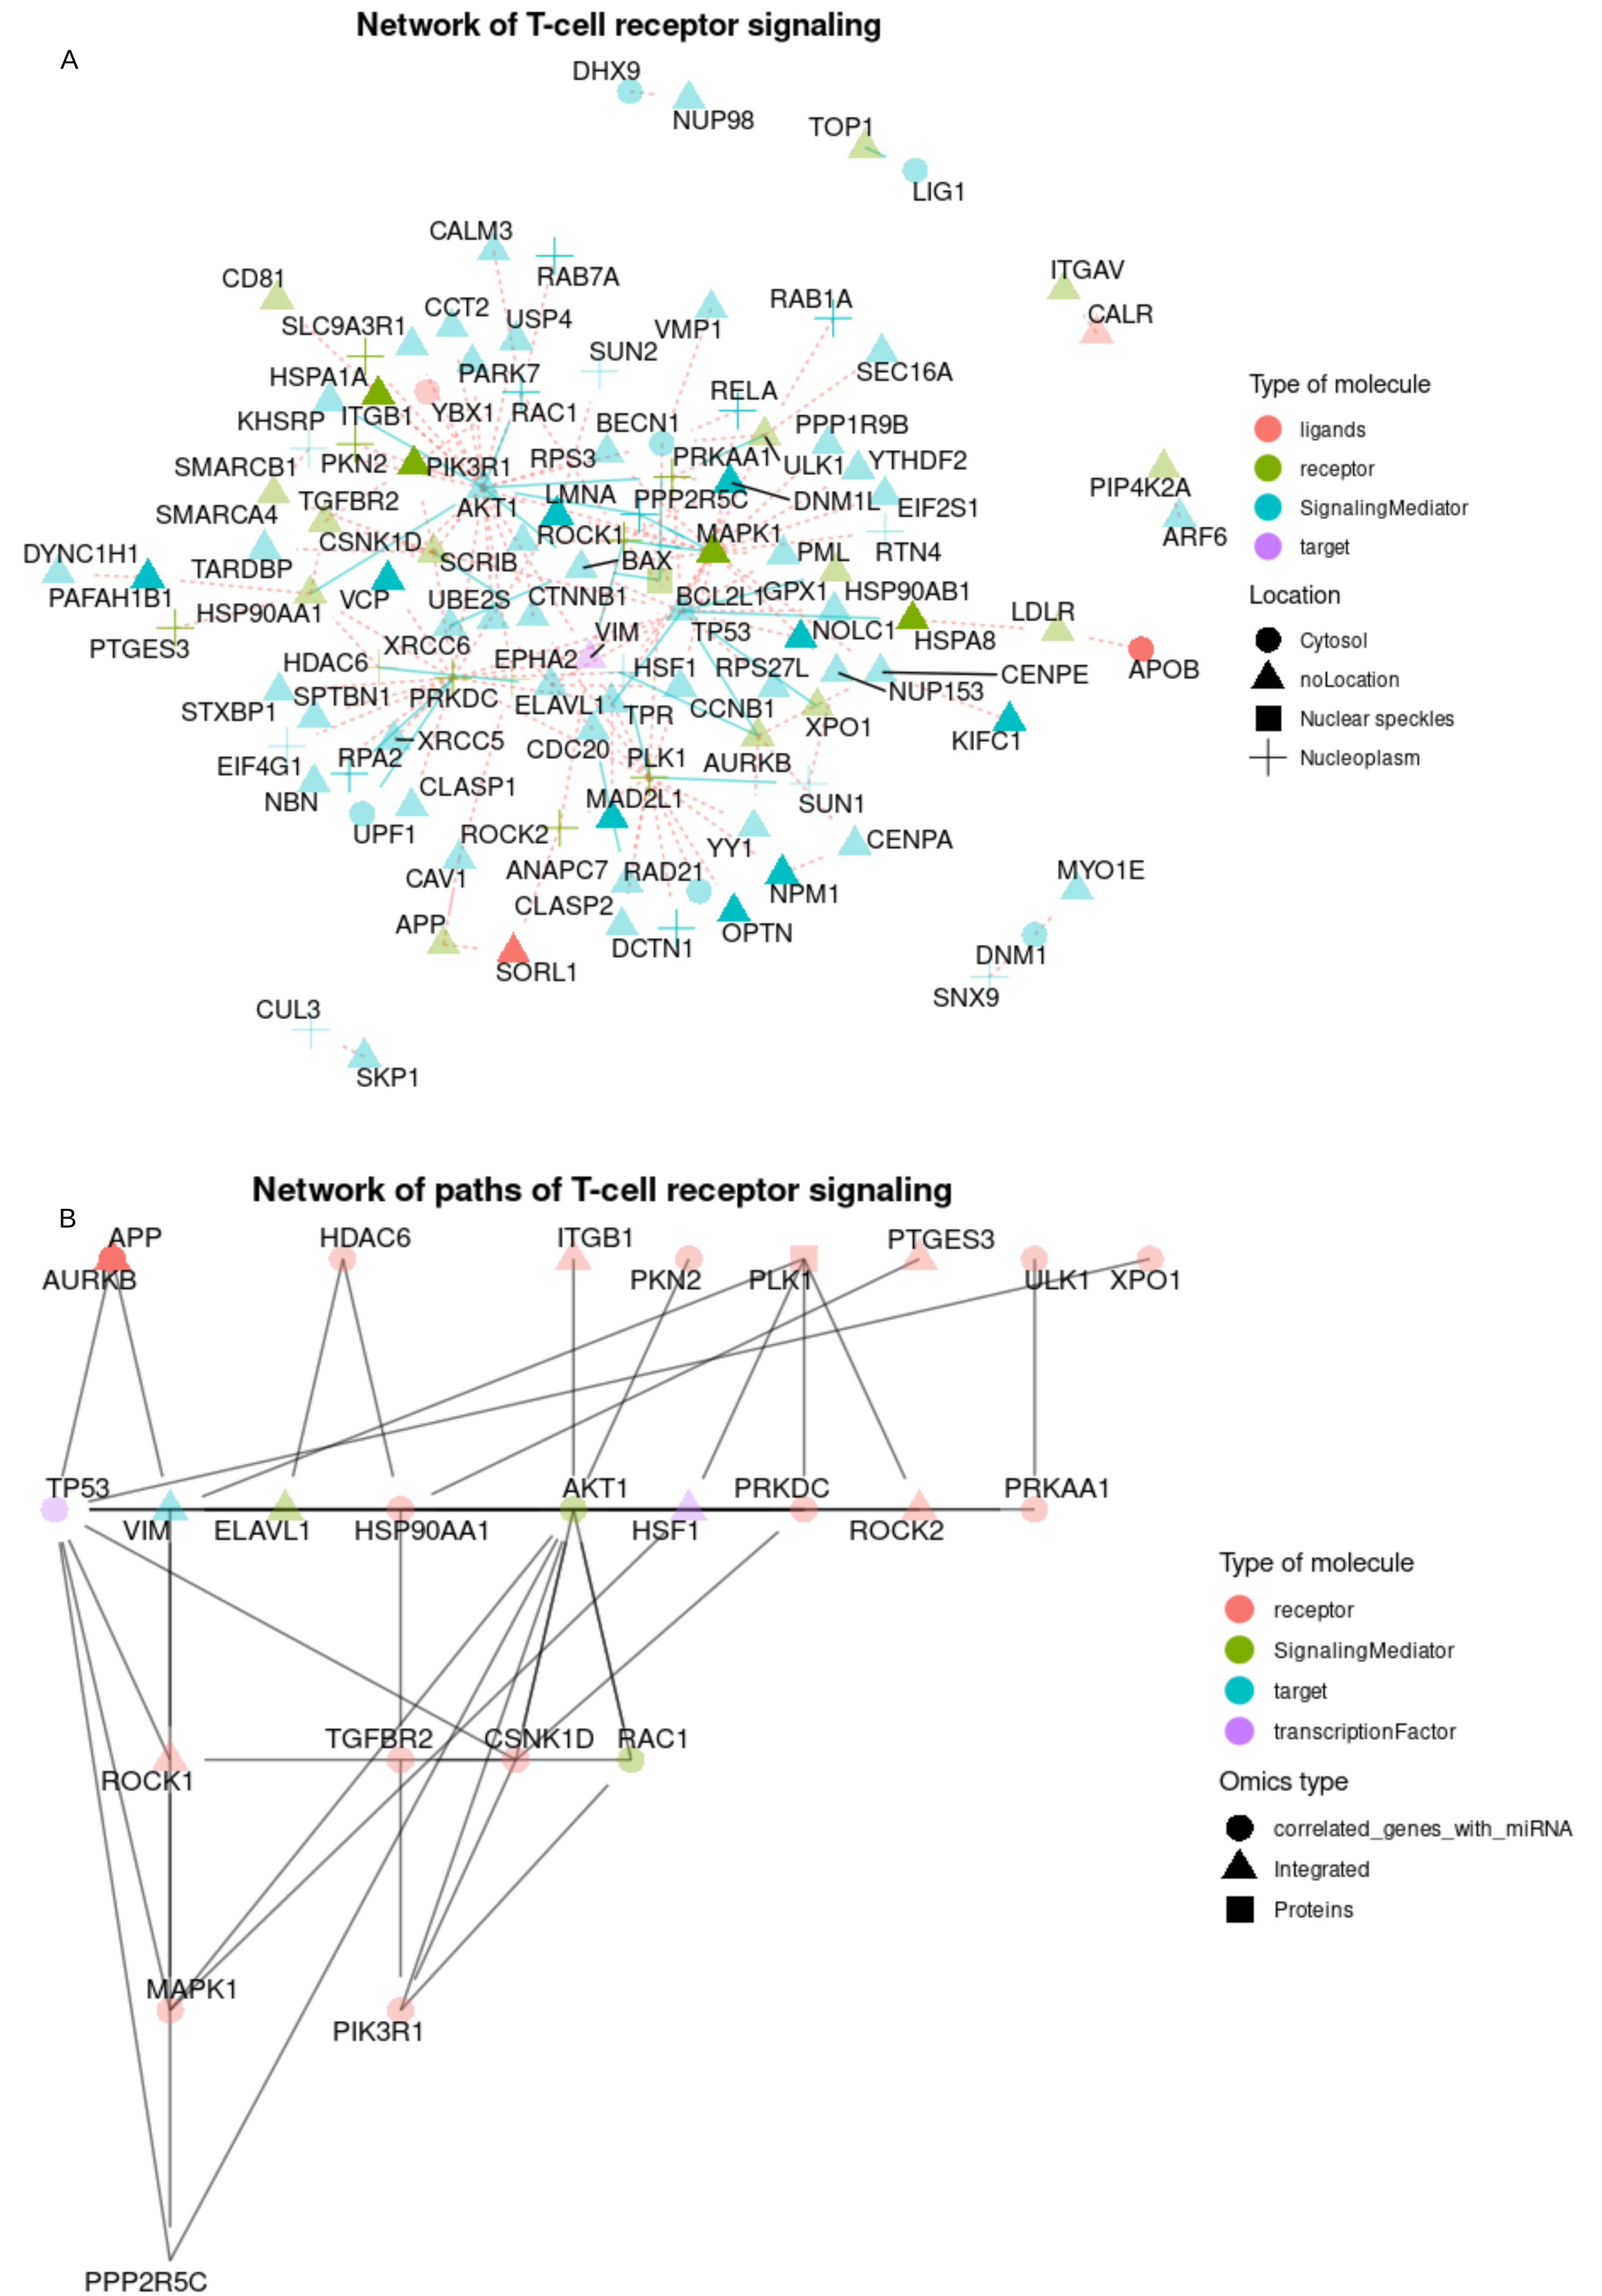 Network of T-cell receptor signaling
A
DHX9
NUP98
TOP1
LIG1
CALM3
RAB7A
CD81
ITGAV
CALR
SLC9A3R1
CCT2
USP4
VMP1
RAB1A
SUN2
SEC16A
HSPA1A
PARK7
RELA
KHSRP
ITGB1
YBX1
RAC1
BECN1
PPP1R9B
SMARCB1
PKN2
PIK3R1
RPS3
PRKAA1
ULK1
YTHDF2
SMARCA4
TGFBR2
AKT1
LMNA
PPP2R5C
DNM1L
EIF2S1
PIP4K2A
ARF6
DYNC1H1
TARDBP
CSNK1D
SCRIB
ROCK1
BAX
MAPK1
PML
RTN4
PAFAH1B1
HSP90AA1
VCP
UBE2S
CTNNB1
BCL2L1
GPX1
HSP90AB1
LDLR
PTGES3
XRCC6
VIM
TP53
NOLC1
HSPA8
APOB
HDAC6
EPHA2
HSF1
RPS27L
CENPE
STXBP1
SPTBN1
PRKDC
ELAVL1
TPR
CCNB1
NUP153
XPO1
KIFC1
EIF4G1
RPA2
XRCC5
CDC20
PLK1
AURKB
NBN
CLASP1
MAD2L1
SUN1
UPF1
ROCK2
YY1
CENPA
CAV1
ANAPC7
RAD21
NPM1
MYO1E
APP
CLASP2
DCTN1
OPTN
SORL1
DNM1
SNX9
CUL3
SKP1
Type of molecule
ligands
receptor
SignalingMediator
target
Location
Cytosol
noLocation
Nuclear speckles
Nucleoplasm
Network of paths of T-cell receptor signaling
B
APP
HDAC6
ITGB1
PTGES3
AURKB
PKN2
PLK1
ULK1
XPO1
TP53
AKT1
PRKDC
PRKAA1
VIM
ELAVL1
HSP90AA1
HSF1
ROCK2
TGFBR2
CSNK1D
RAC1
ROCK1
MAPK1
PIK3R1
PPP2R5C
Type of molecule
receptor
SignalingMediator
target
transcriptionFactor
Omics type
correlated_genes_with_miRNA
Integrated
Proteins